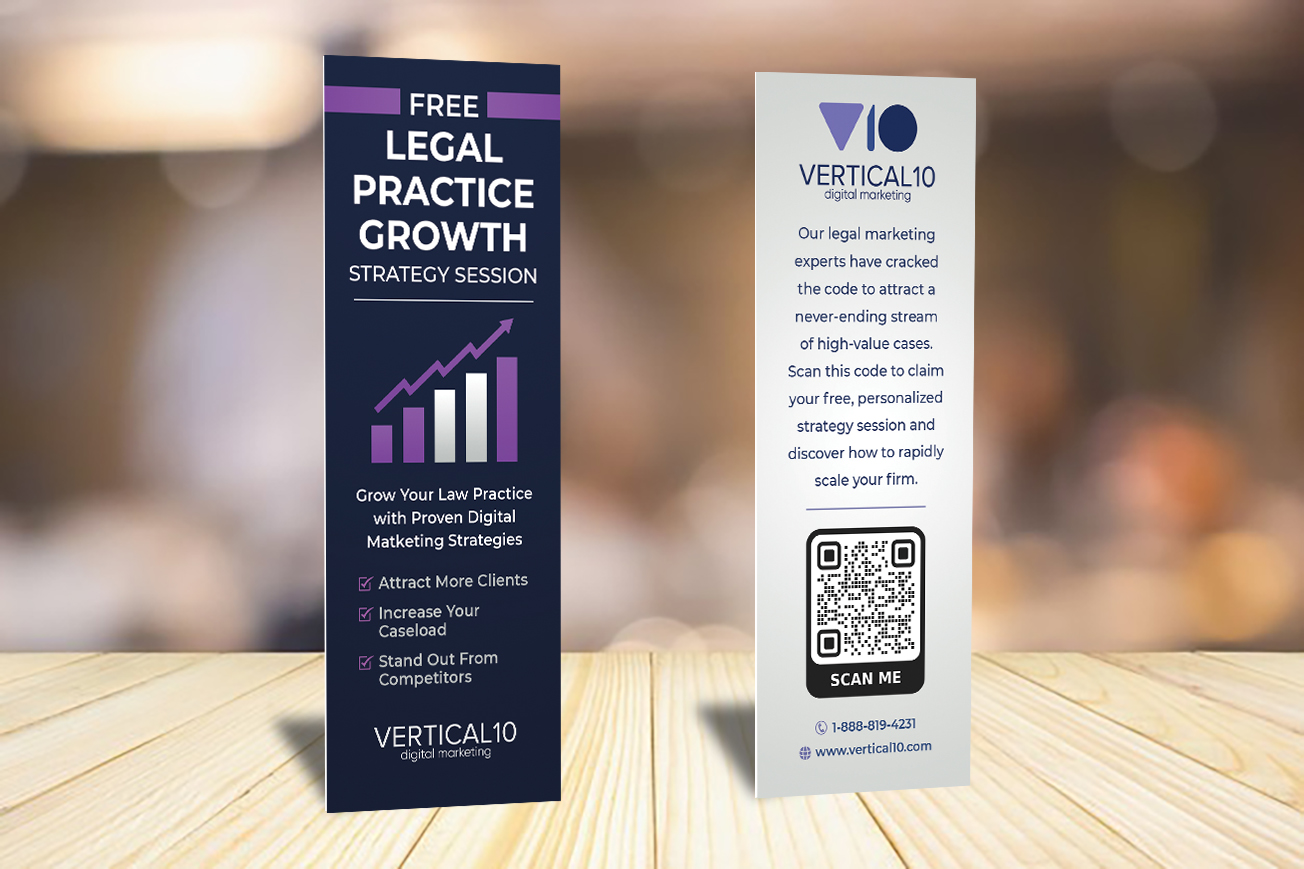 FREE
LEGAL
PRACTICE
GROWTH
STRATEGY SESSION
Grow Your Law Practice
with Proven Digital
Matketing Strategies
Attract More Clients
Increase Your
Caseload
Stand Out From
Competitors
VERTICAL10
digital marketing
V10
VERTICAL10
digital marketing
Our legal marketing
experts have cracked
the code to attract a
never-ending stream
of high-value cases.
Scan this code to claim
your free, personalized
strategy session and
discover how to rapidly
scale your firm.
SCAN ME
1-888-819-4231
www.vertical10.com